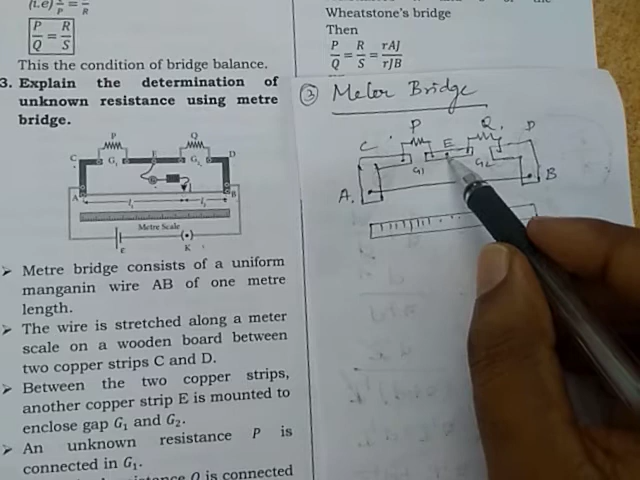 (i.e)
P/Q = R/S
This the condition of bridge balance.
3. Explain the determination of
unknown resistance using metre
bridge.
P
Q
C
G₁
E
G₂
D
A
B
l₁
l₂
Metre Scale
E
K
➢ Metre bridge consists of a uniform
manganin wire AB of one metre
length.
➢ The wire is stretched along a meter
scale on a wooden board between
two copper strips C and D.
➢ Between the two copper strips,
another copper strip E is mounted to
enclose gap G₁ and G₂.
➢ An unknown resistance P is
connected in G₁.
Q is connected
Wheatstone's bridge
Then
P/Q = R/S = rAJ/rJB
③ Meter Bridge
P
Q.
C
E
D
G1
G2
A.
B